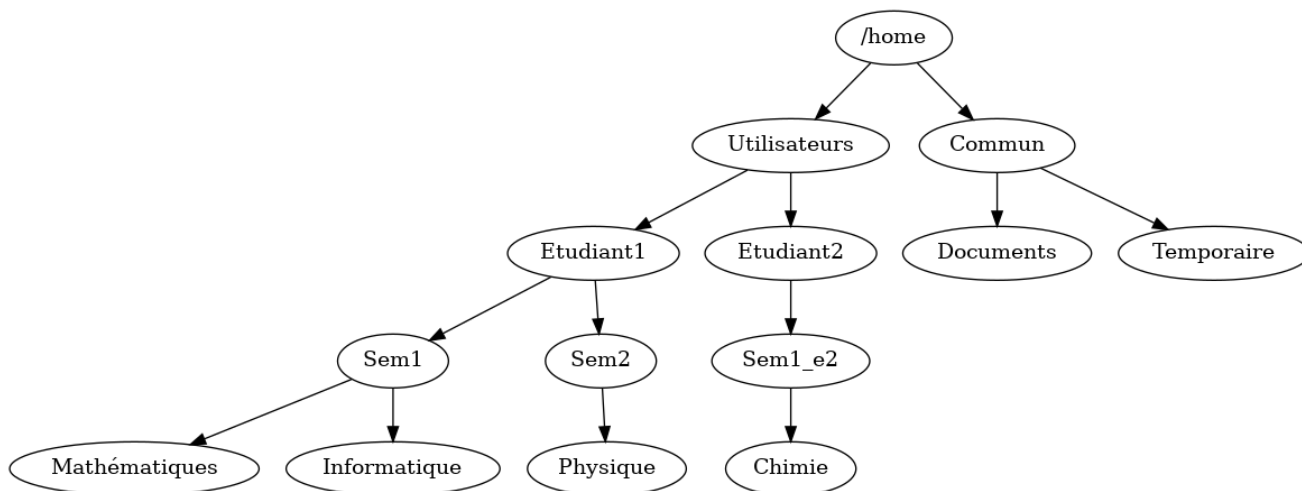 /home
Utilisateurs
Commun
Etudiant1
Etudiant2
Documents
Temporaire
Sem1
Sem2
Sem1_e2
Mathématiques
Informatique
Physique
Chimie